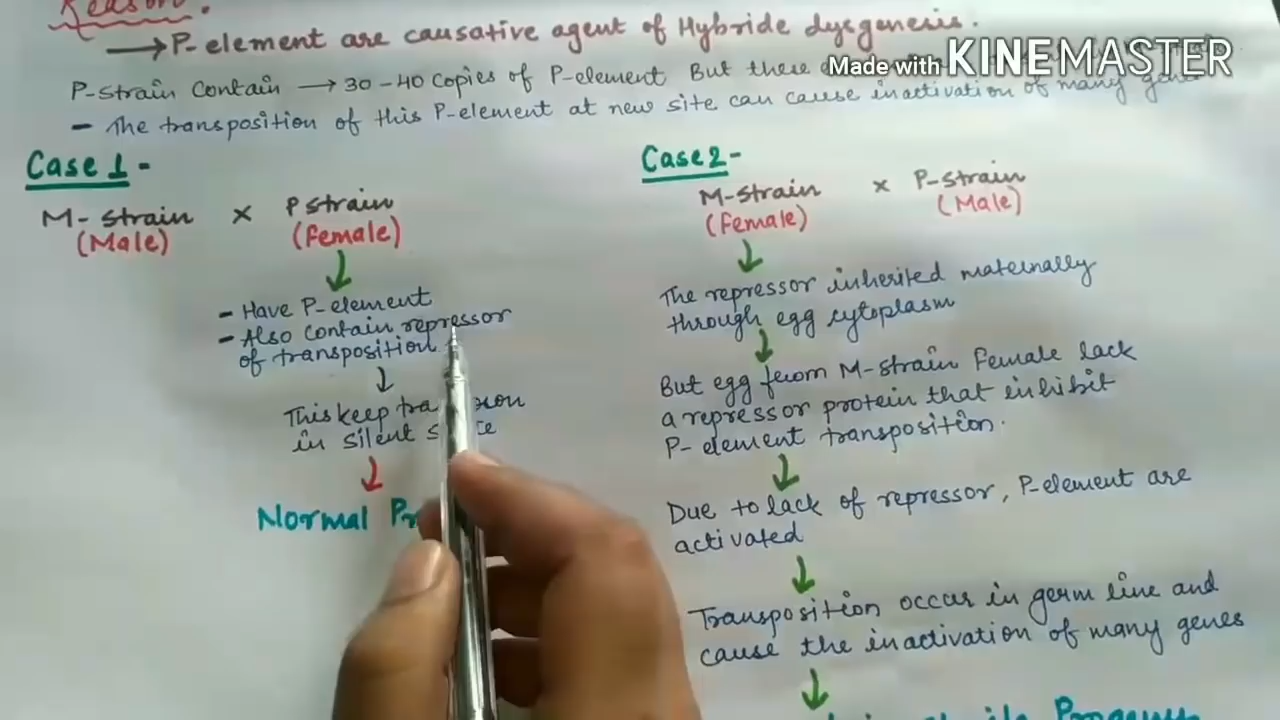 Reason.
→ P-element are causative agent of Hybride dysgenesis.
Made with KINEMASTER
P-strain contain → 30-40 copies of P-element But these
- The transposition of this P-element at new site can cause inactivation of many gene
Case 1 -
M-strain × P strain
(Male) (Female)
- Have P-element
- Also contain repressor
of transposition
This keep
in silent
Normal
Case 2 -
M-strain × P-strain
(Female) (Male)
The repressor inherited maternally
through egg cytoplasm
But egg from M-strain Female lack
a repressor protein that inhibit
P-element transposition.
Due to lack of repressor, P-element are
activated
Transposition occur in germ line and
cause the inactivation of many genes
Progeny